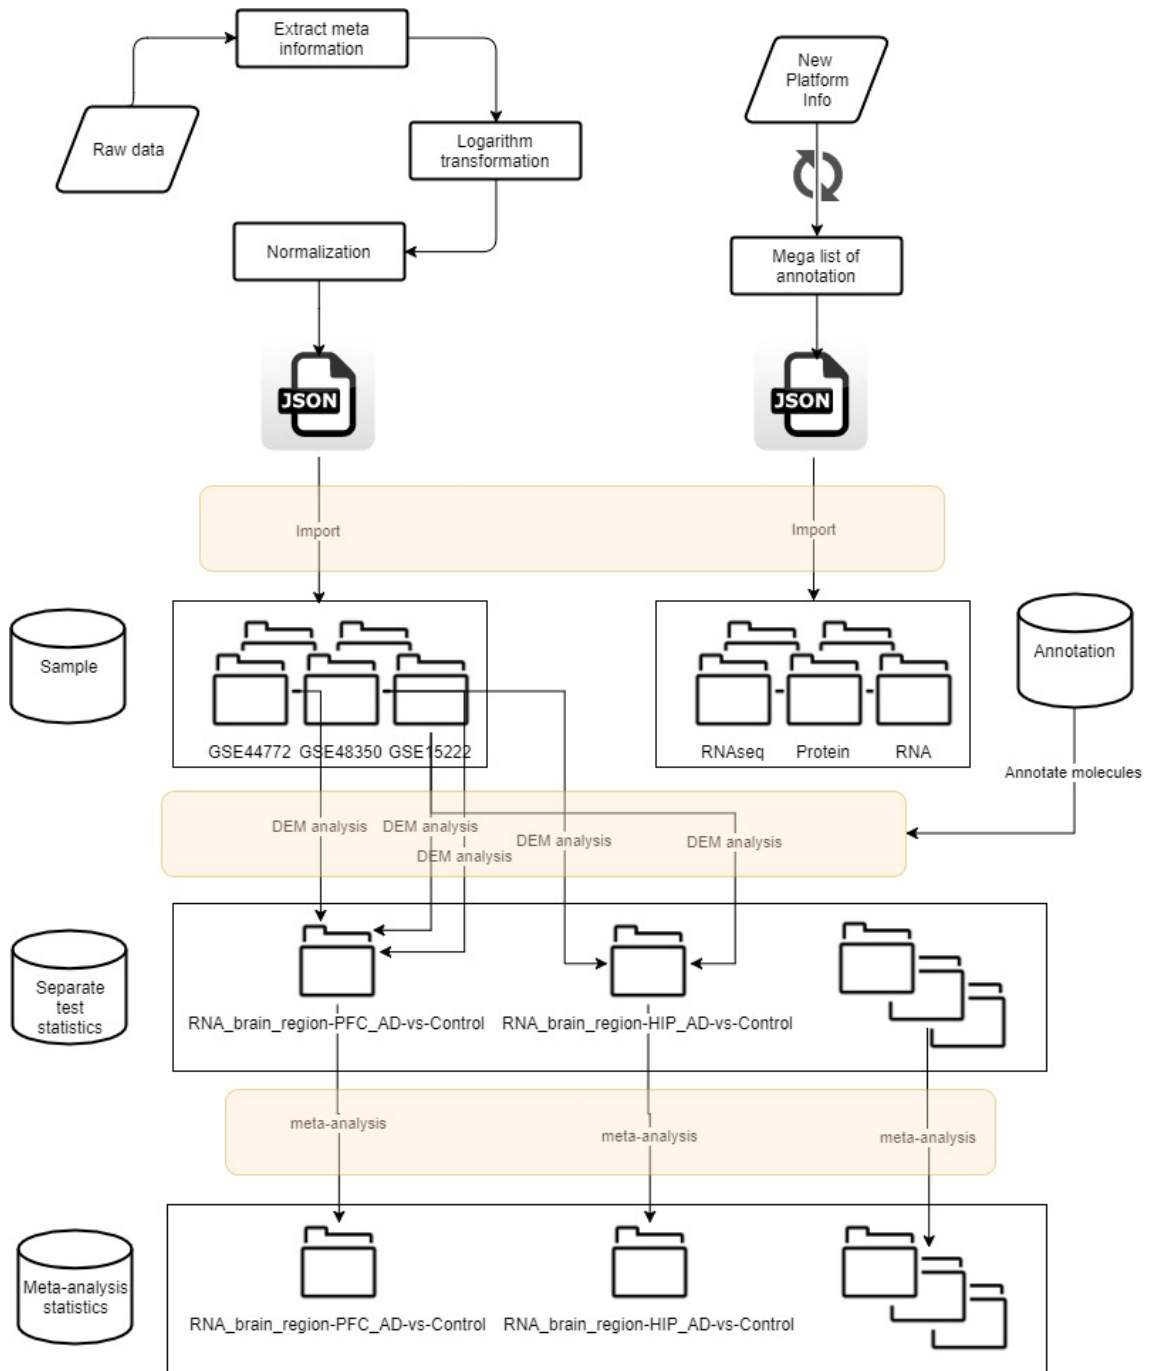 Extract meta
information
New
Platform
Info
Raw data
Logarithm
transformation
Normalization
Mega list of
annotation
JSON
JSON
Import
Import
Sample
Annotation
GSE44772 GSE48350 GSE15222
RNAseq Protein RNA
Annotate molecules
DEM analysis DEM analysis
DEM analysis
DEM analysis
DEM analysis
Separate
test
statistics
RNA_brain_region-PFC_AD-vs-Control RNA_brain_region-HIP_AD-vs-Control
meta-analysis
meta-analysis
meta-analysis
Meta-analysis
statistics
RNA_brain_region-PFC_AD-vs-Control RNA_brain_region-HIP_AD-vs-Control